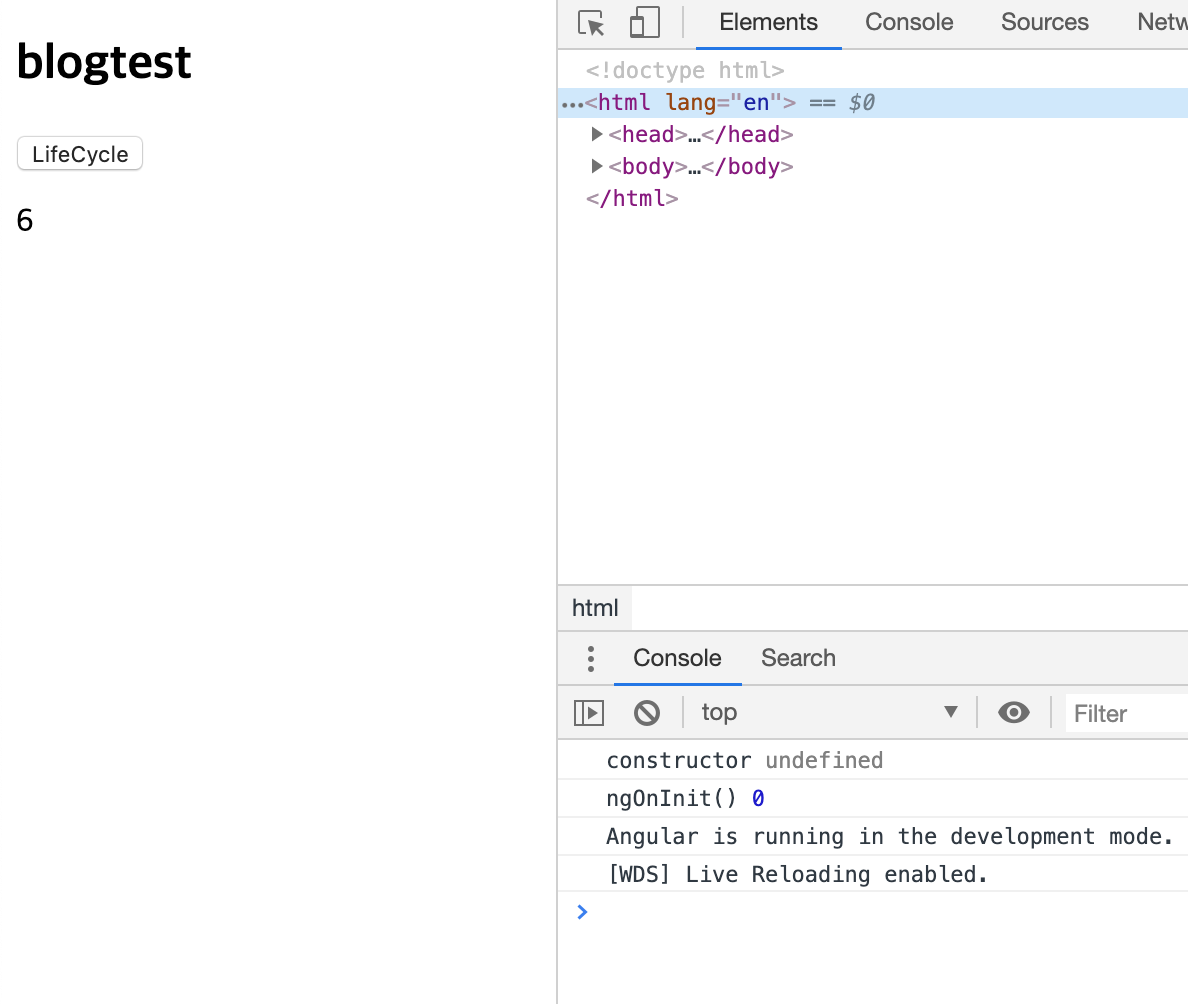 blogtest
LifeCycle
6
Elements Console Sources Netw
<!doctype html>
…<html lang="en"> == $0
▶<head>…</head>
▶<body>…</body>
</html>
html
Console Search
top ▼ Filter
constructor undefined
ngOnInit() 0
Angular is running in the development mode.
[WDS] Live Reloading enabled.
>